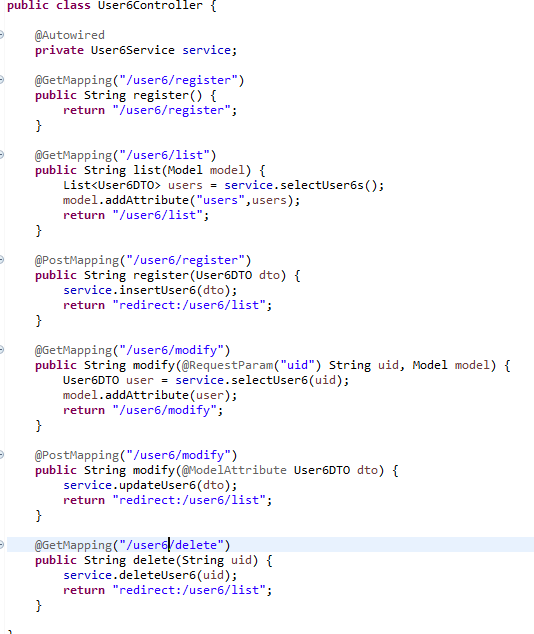 public class User6Controller {
@Autowired
private User6Service service;
@GetMapping("/user6/register")
public String register() {
return "/user6/register";
}
@GetMapping("/user6/list")
public String list(Model model) {
List<User6DTO> users = service.selectUser6s();
model.addAttribute("users",users);
return "/user6/list";
}
@PostMapping("/user6/register")
public String register(User6DTO dto) {
service.insertUser6(dto);
return "redirect:/user6/list";
}
@GetMapping("/user6/modify")
public String modify(@RequestParam("uid") String uid, Model model) {
User6DTO user = service.selectUser6(uid);
model.addAttribute(user);
return "/user6/modify";
}
@PostMapping("/user6/modify")
public String modify(@ModelAttribute User6DTO dto) {
service.updateUser6(dto);
return "redirect:/user6/list";
}
@GetMapping("/user6/delete")
public String delete(String uid) {
service.deleteUser6(uid);
return "redirect:/user6/list";
}
}